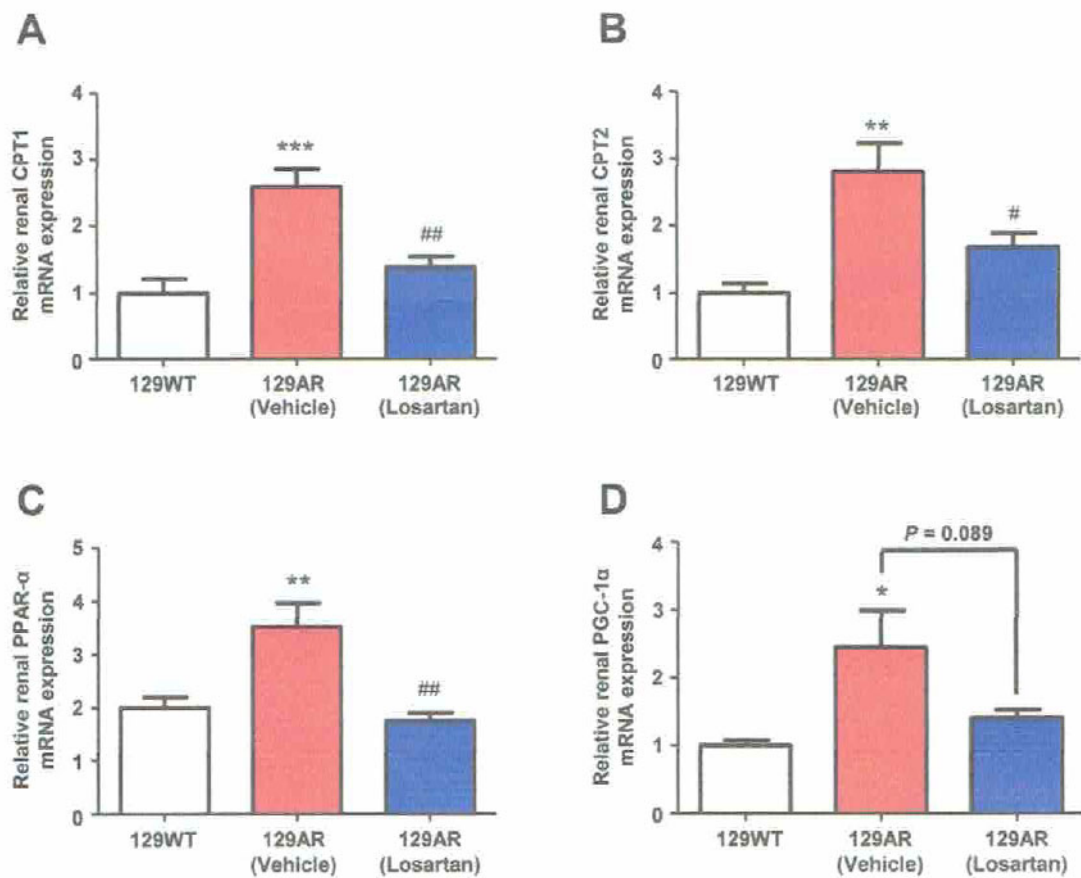 A
Relative renal CPT1
mRNA expression
4
3
2
1
0
***
##
129WT
129AR
(Vehicle)
129AR
(Losartan)
B
Relative renal CPT2
mRNA expression
4
3
2
1
0
**
#
129WT
129AR
(Vehicle)
129AR
(Losartan)
C
Relative renal PPAR-α
mRNA expression
5
4
3
2
1
0
**
##
129WT
129AR
(Vehicle)
129AR
(Losartan)
D
Relative renal PGC-1α
mRNA expression
4
3
2
1
0
P = 0.089
*
129WT
129AR
(Vehicle)
129AR
(Losartan)